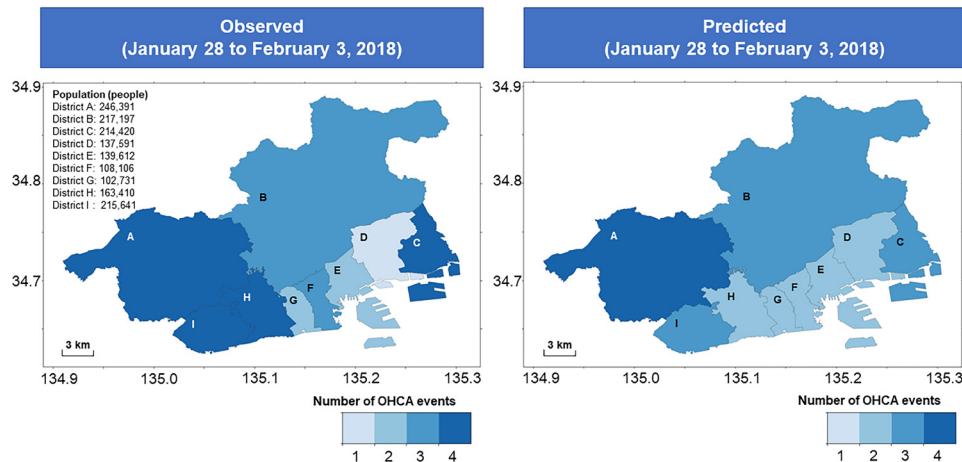 Observed
(January 28 to February 3, 2018)
Predicted
(January 28 to February 3, 2018)
34.9
34.8
34.7
Population (people)
District A: 246,391
District B: 217,197
District C: 214,420
District D: 137,591
District E: 139,612
District F: 108,106
District G: 102,731
District H: 163,410
District I : 215,641
A
B
C
D
E
F
G
H
I
3 km
134.9 135.0 135.1 135.2 135.3
Number of OHCA events
1 2 3 4
34.9
34.8
34.7
A
B
C
D
E
F
G
H
I
3 km
134.9 135.0 135.1 135.2 135.3
Number of OHCA events
1 2 3 4